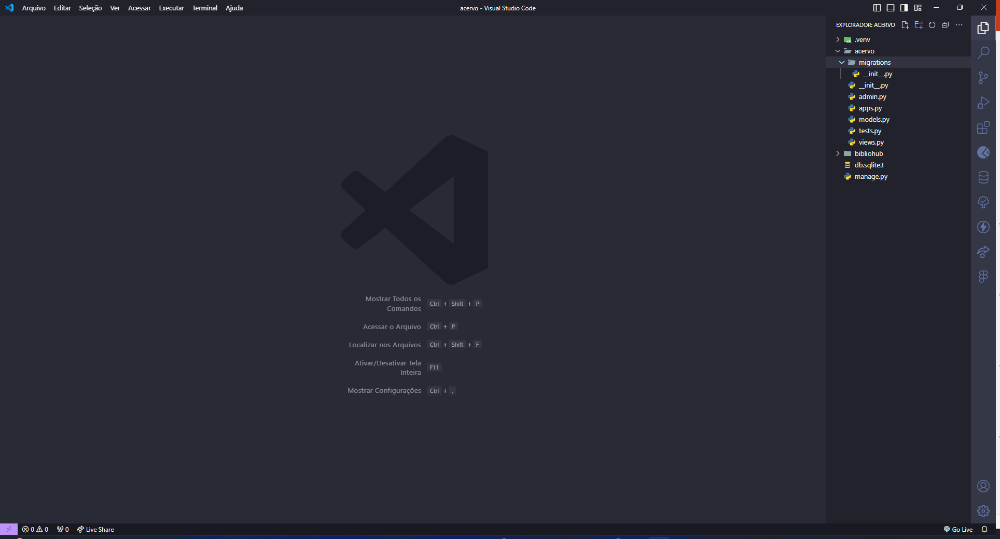 Arquivo Editar Seleção Ver Acessar Executar Terminal Ajuda
acervo - Visual Studio Code
EXPLORADOR: ACERVO
.venv
acervo
migrations
__init__.py
__init__.py
admin.py
apps.py
models.py
tests.py
views.py
bibliohub
db.sqlite3
manage.py
Mostrar Todos os
Comandos
Ctrl + Shift + P
Acessar o Arquivo Ctrl + P
Localizar nos Arquivos Ctrl + Shift + F
Ativar/Desativar Tela
Inteira
F11
Mostrar Configurações Ctrl + ,
0 0 0 Live Share
Go Live